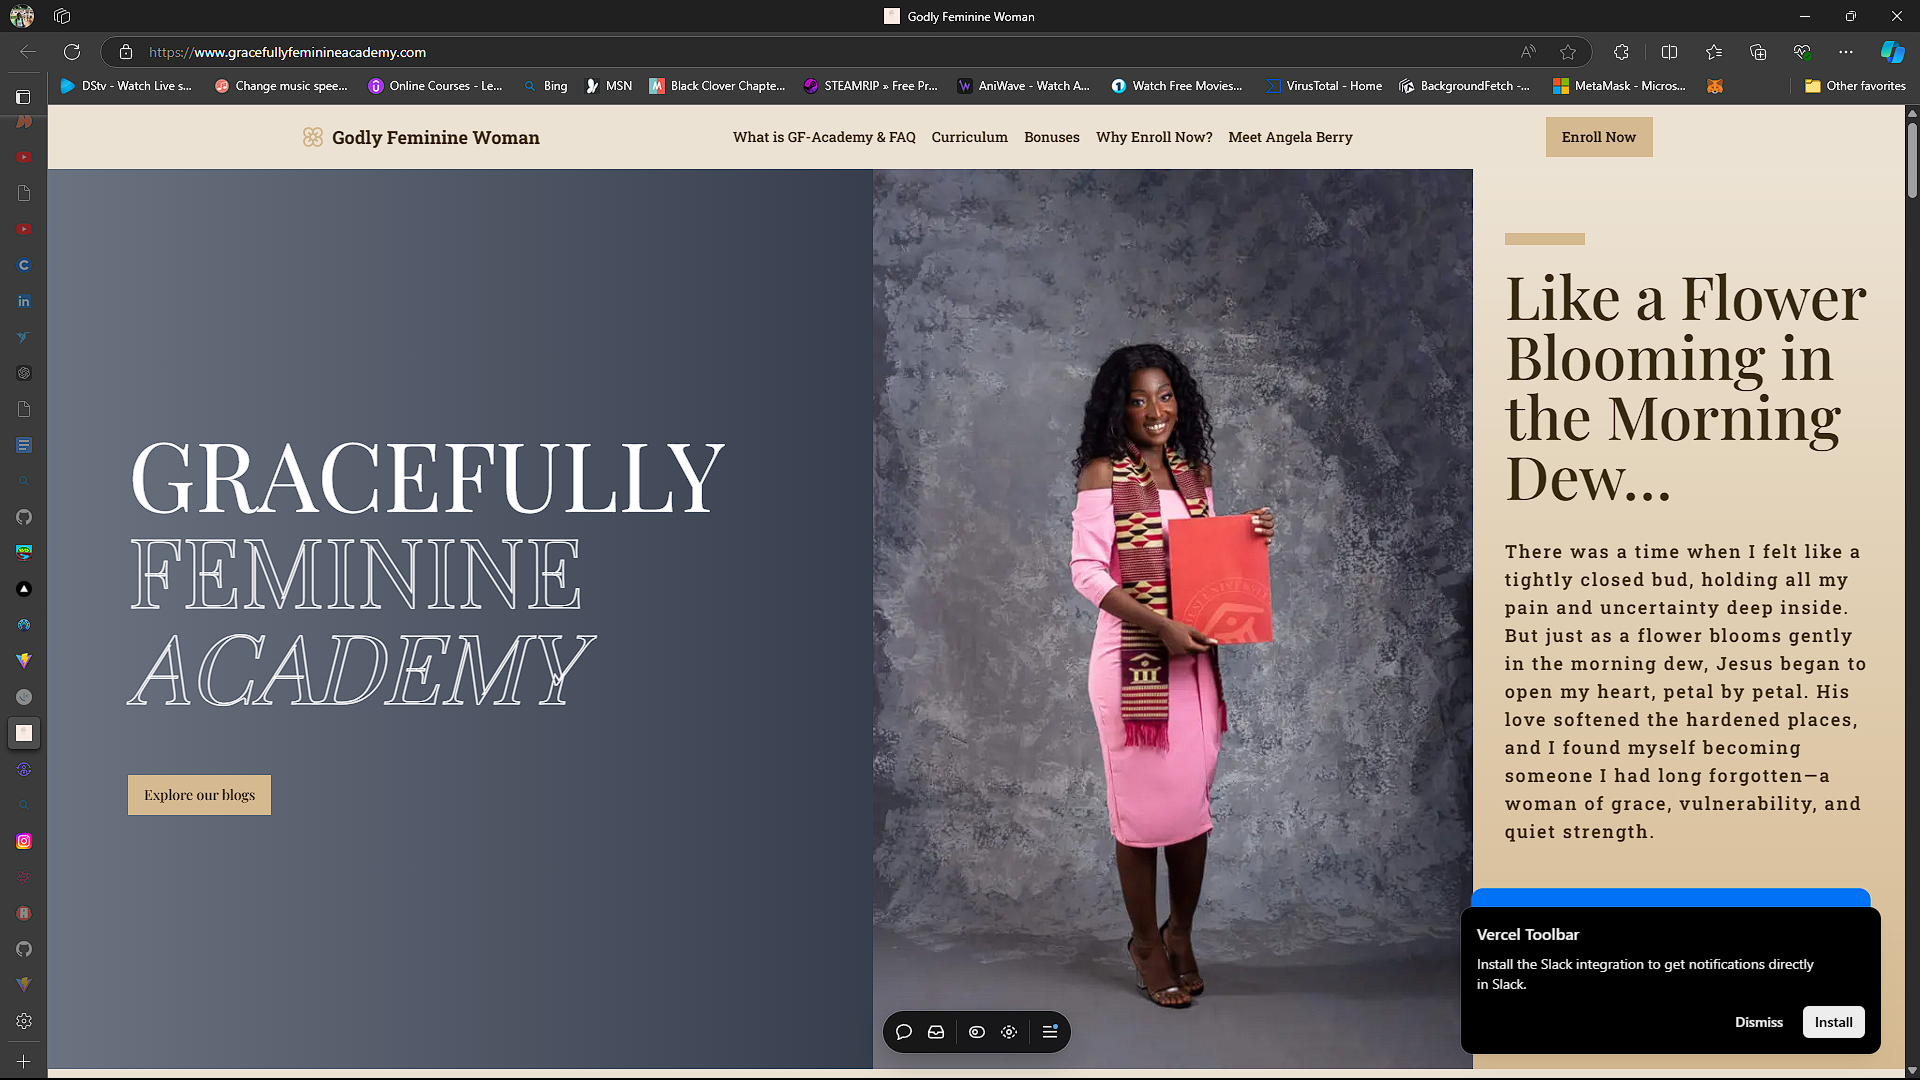 Godly Feminine Woman
https://www.gracefullyfeminineacademy.com
DStv - Watch Live s...
Change music spee...
Online Courses - Le...
Bing
MSN
Black Clover Chapte...
STEAMRIP » Free Pr...
AniWave - Watch A...
Watch Free Movies...
VirusTotal - Home
BackgroundFetch -...
MetaMask - Micros...
Other favorites
Godly Feminine Woman
What is GF-Academy & FAQ
Curriculum
Bonuses
Why Enroll Now?
Meet Angela Berry
Enroll Now
GRACEFULLY
FEMININE
ACADEMY
Explore our blogs
Like a Flower
Blooming in
the Morning
Dew...
There was a time when I felt like a
tightly closed bud, holding all my
pain and uncertainty deep inside.
But just as a flower blooms gently
in the morning dew, Jesus began to
open my heart, petal by petal. His
love softened the hardened places,
and I found myself becoming
someone I had long forgotten—a
woman of grace, vulnerability, and
quiet strength.
Vercel Toolbar
Install the Slack integration to get notifications directly
in Slack.
Dismiss
Install